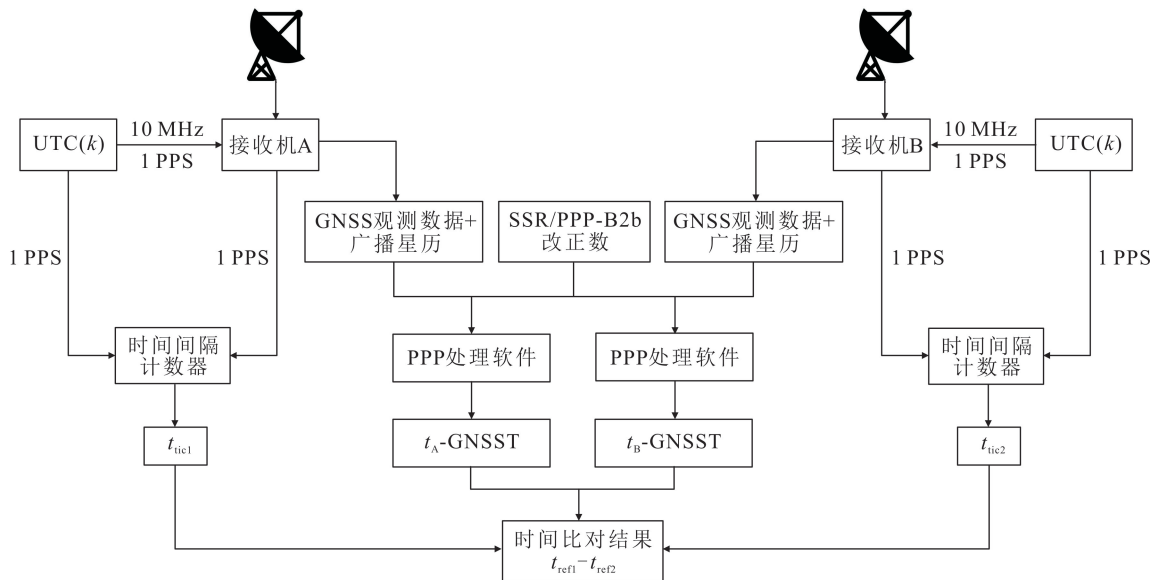 UTC(k)
10 MHz
1 PPS
接收机A
接收机B
10 MHz
1 PPS
UTC(k)
GNSS观测数据+
广播星历
SSR/PPP-B2b
改正数
GNSS观测数据+
广播星历
1 PPS
1 PPS
1 PPS
1 PPS
时间间隔
计数器
PPP处理软件
PPP处理软件
时间间隔
计数器
t_tic1
t_A-GNSST
t_B-GNSST
t_tic2
时间比对结果
t_ref1-t_ref2